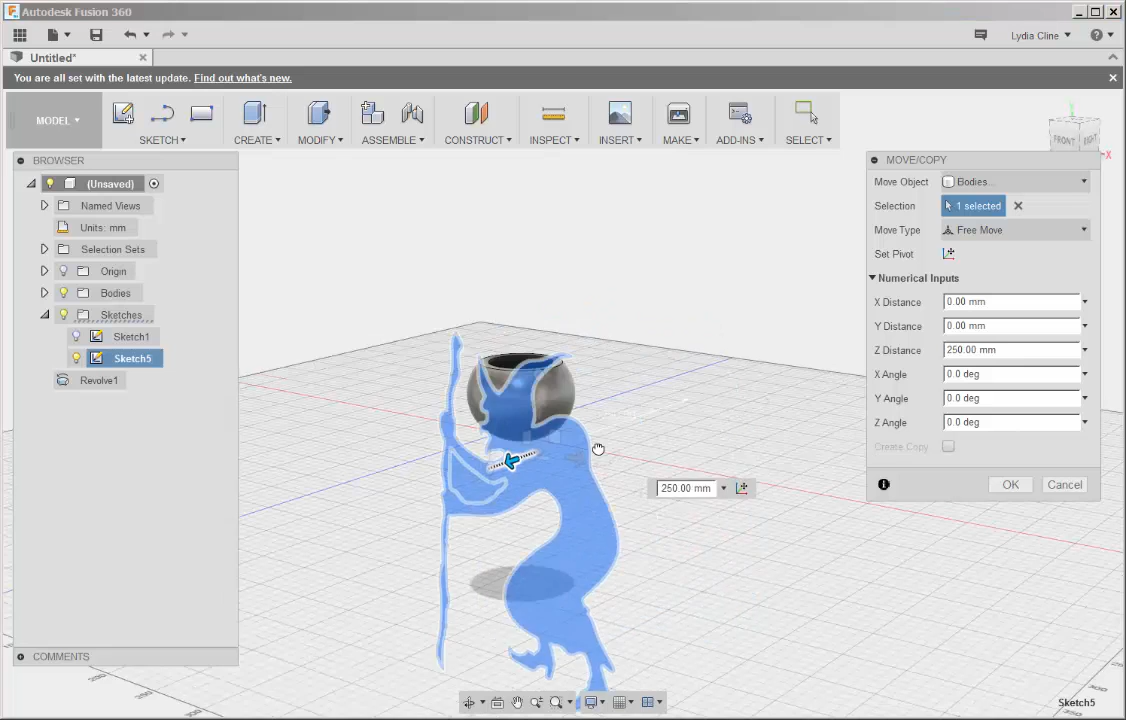 Autodesk Fusion 360
Lydia Cline
Untitled*
You are all set with the latest update. Find out what's new.
MODEL
SKETCH
CREATE
MODIFY
ASSEMBLE
CONSTRUCT
INSPECT
INSERT
MAKE
ADD-INS
SELECT
BROWSER
(Unsaved)
Named Views
Units: mm
Selection Sets
Origin
Bodies
Sketches
Sketch1
Sketch5
Revolve1
COMMENTS
FRONT
RIGHT
X
MOVE/COPY
Move Object Bodies...
Selection 1 selected
Move Type Free Move
Set Pivot
Numerical Inputs
X Distance 0.00 mm
Y Distance 0.00 mm
Z Distance 250.00 mm
X Angle 0.0 deg
Y Angle 0.0 deg
Z Angle 0.0 deg
Create Copy
OK Cancel
250.00 mm
Sketch5